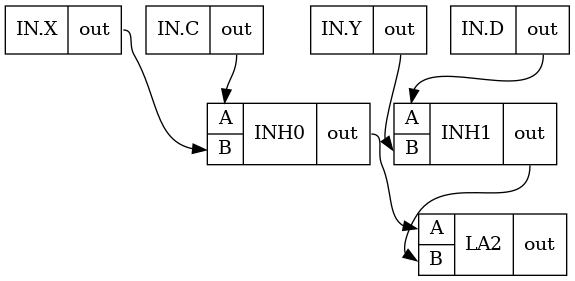 IN.X out IN.C out IN.Y out IN.D out
A
B INH0 out
A
B INH1 out
A
B LA2 out